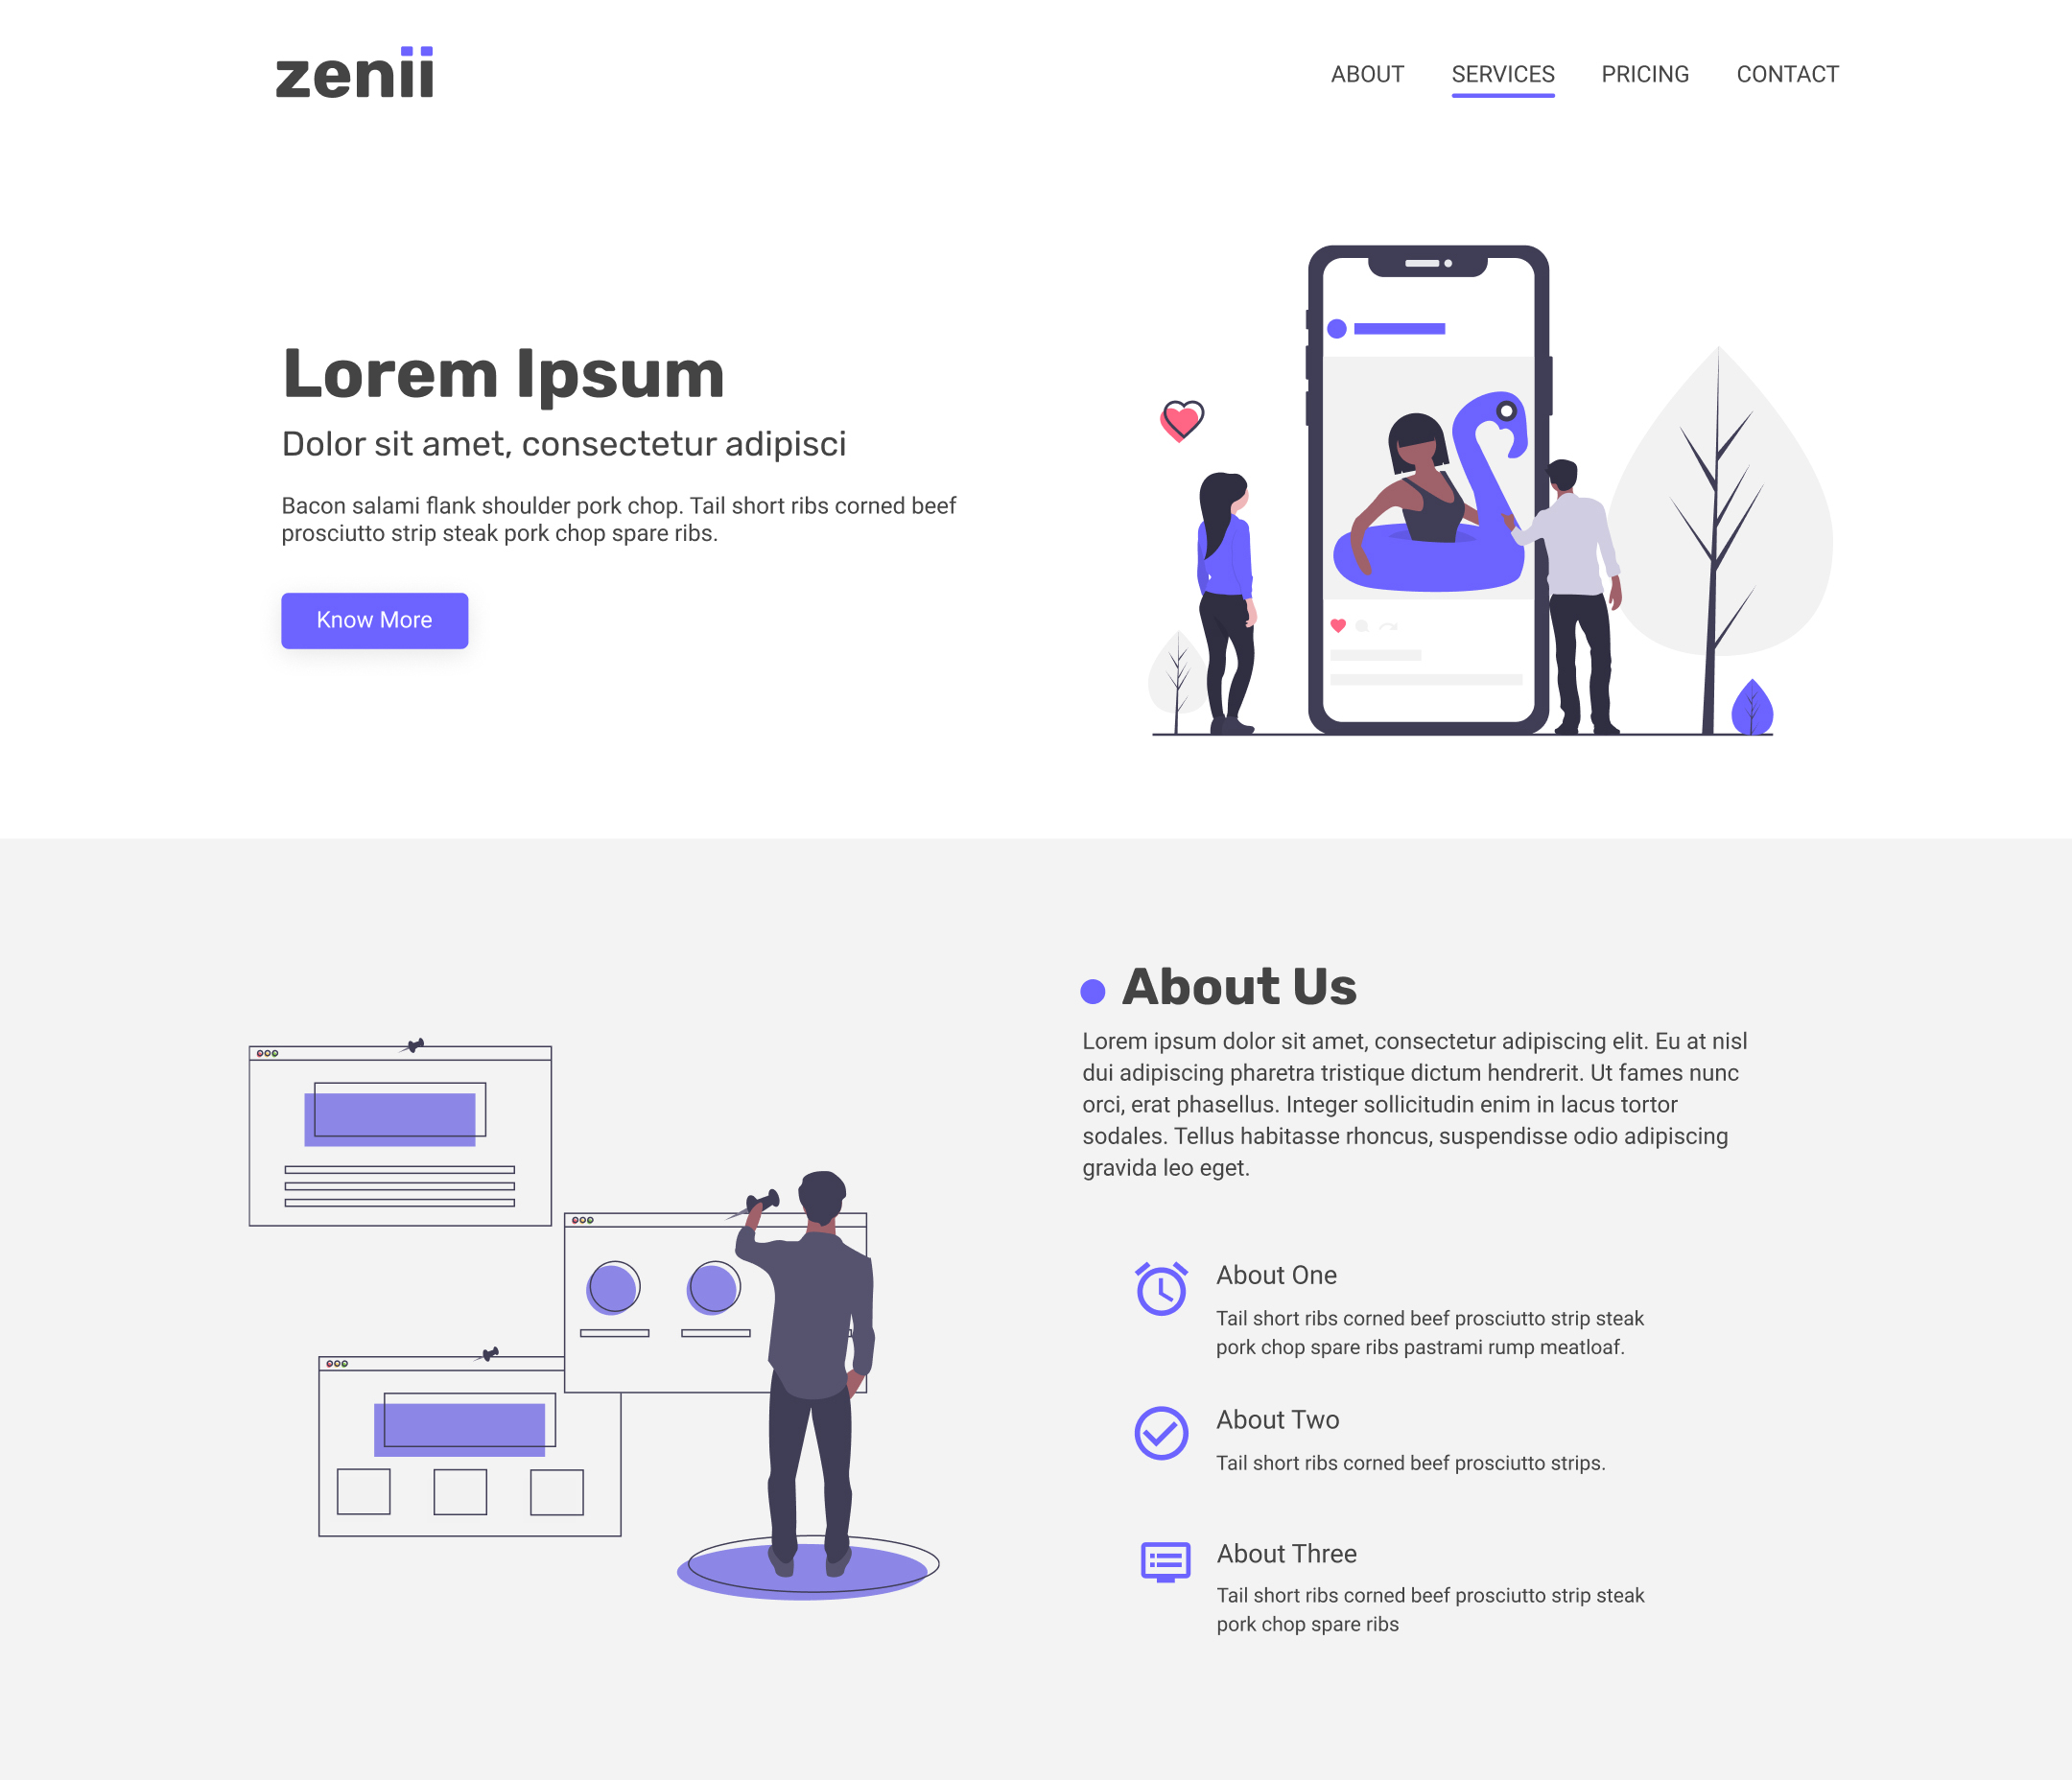 zenii
ABOUT SERVICES PRICING CONTACT
Lorem Ipsum
Dolor sit amet, consectetur adipisci
Bacon salami flank shoulder pork chop. Tail short ribs corned beef
prosciutto strip steak pork chop spare ribs.
Know More
About Us
Lorem ipsum dolor sit amet, consectetur adipiscing elit. Eu at nisl
dui adipiscing pharetra tristique dictum hendrerit. Ut fames nunc
orci, erat phasellus. Integer sollicitudin enim in lacus tortor
sodales. Tellus habitasse rhoncus, suspendisse odio adipiscing
gravida leo eget.
About One
Tail short ribs corned beef prosciutto strip steak
pork chop spare ribs pastrami rump meatloaf.
About Two
Tail short ribs corned beef prosciutto strips.
About Three
Tail short ribs corned beef prosciutto strip steak
pork chop spare ribs